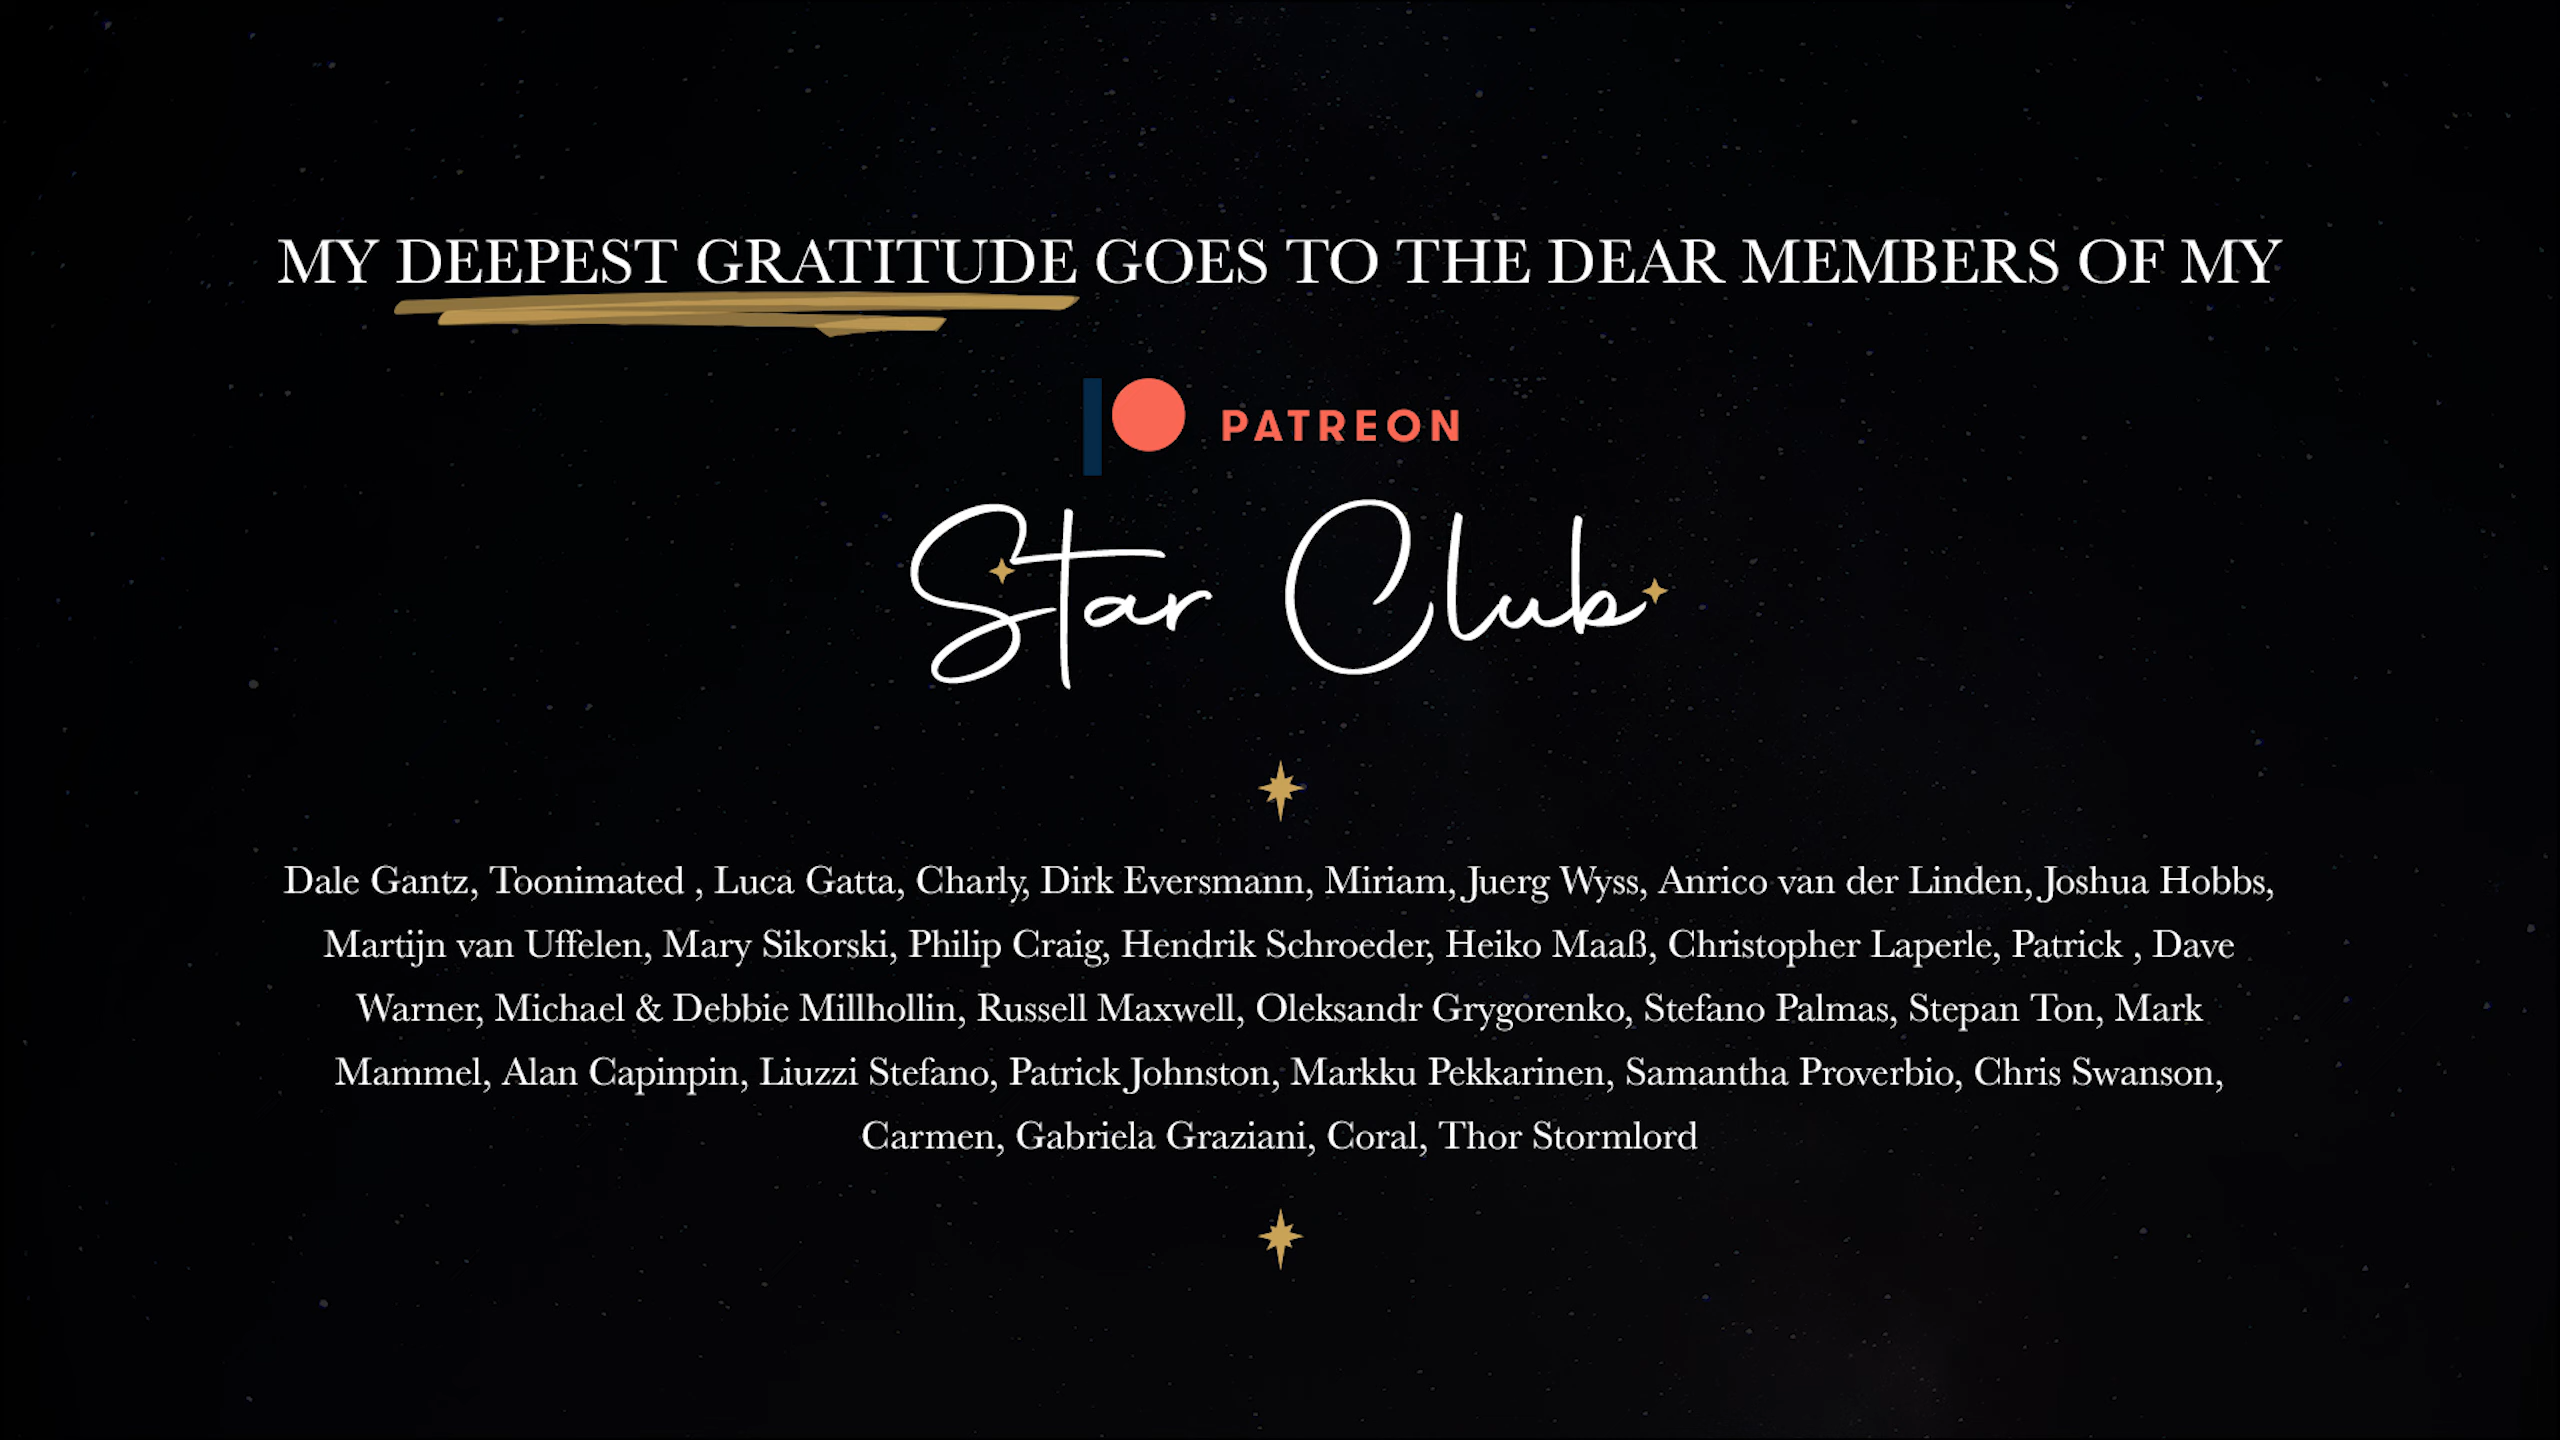 MY DEEPEST GRATITUDE GOES TO THE DEAR MEMBERS OF MY
PATREON
Star Club
Dale Gantz, Toonimated , Luca Gatta, Charly, Dirk Eversmann, Miriam, Juerg Wyss, Anrico van der Linden, Joshua Hobbs,
Martijn van Uffelen, Mary Sikorski, Philip Craig, Hendrik Schroeder, Heiko Maaß, Christopher Laperle, Patrick , Dave
Warner, Michael & Debbie Millhollin, Russell Maxwell, Oleksandr Grygorenko, Stefano Palmas, Stepan Ton, Mark
Mammel, Alan Capinpin, Liuzzi Stefano, Patrick Johnston, Markku Pekkarinen, Samantha Proverbio, Chris Swanson,
Carmen, Gabriela Graziani, Coral, Thor Stormlord